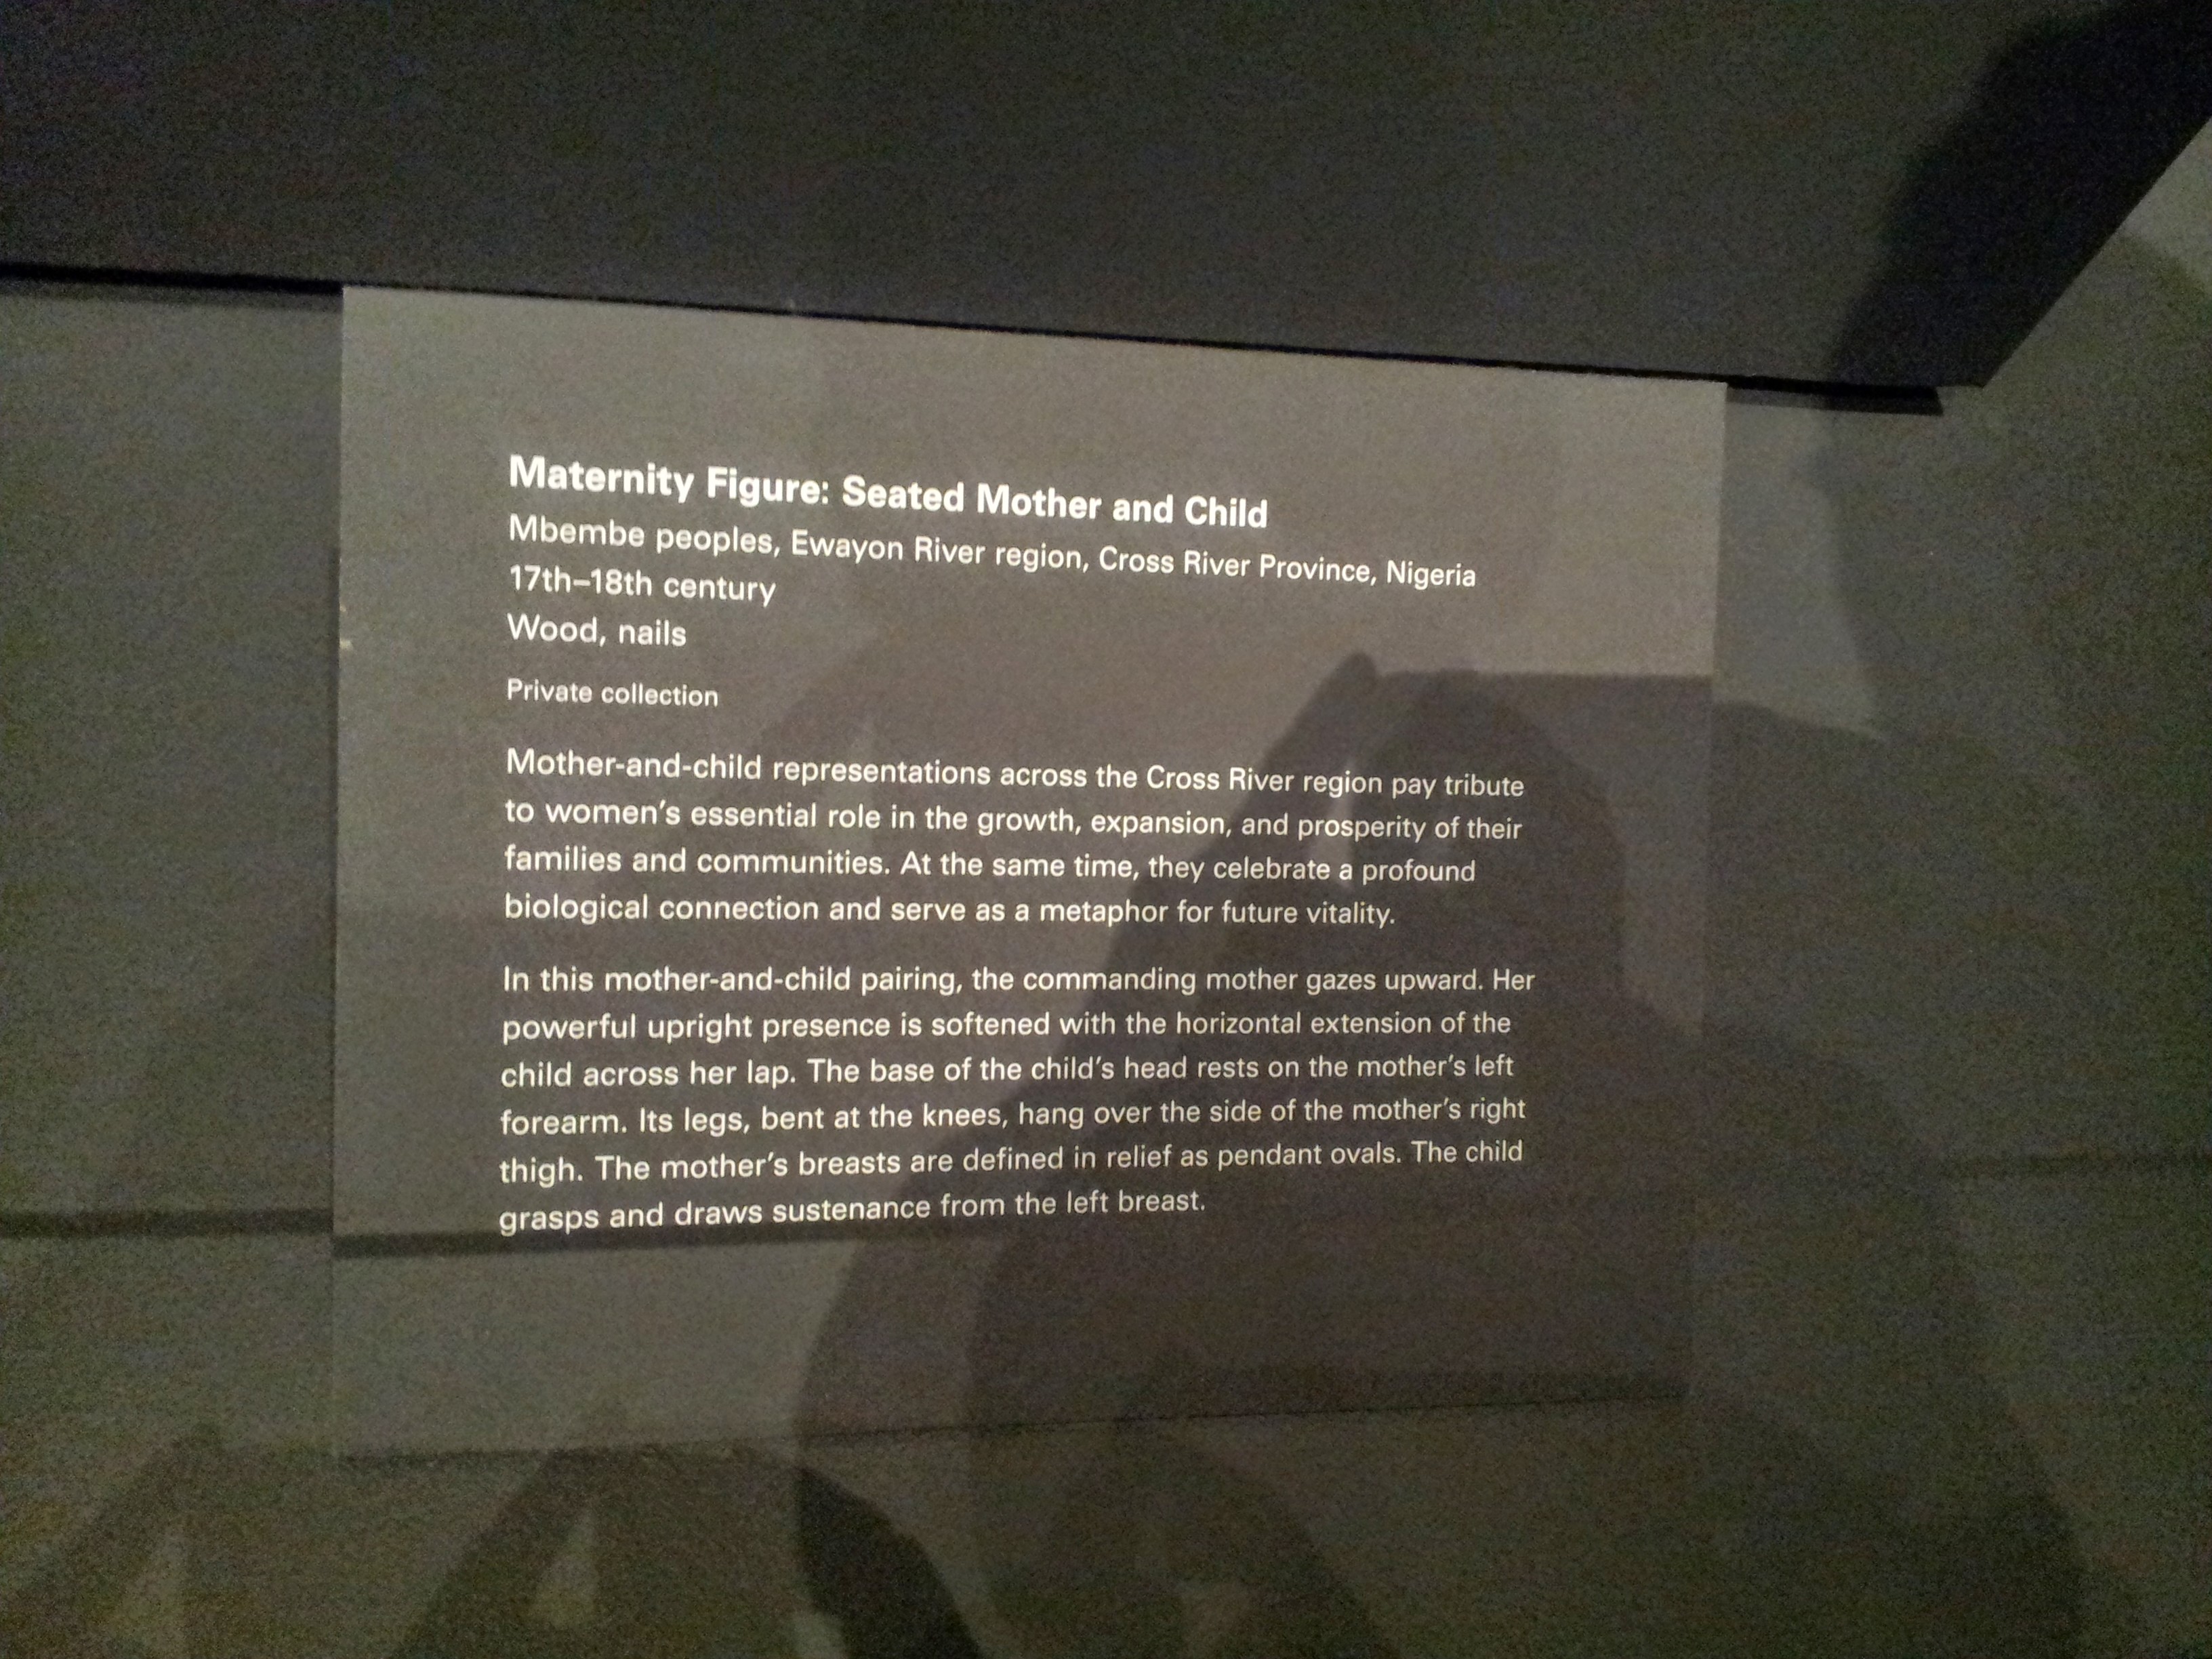 Maternity Figure: Seated Mother and Child
Mbembe peoples, Ewayon River region, Cross River Province, Nigeria
17th–18th century
Wood, nails
Private collection
Mother-and-child representations across the Cross River region pay tribute
to women's essential role in the growth, expansion, and prosperity of their
families and communities. At the same time, they celebrate a profound
biological connection and serve as a metaphor for future vitality.
In this mother-and-child pairing, the commanding mother gazes upward. Her
powerful upright presence is softened with the horizontal extension of the
child across her lap. The base of the child's head rests on the mother's left
forearm. Its legs, bent at the knees, hang over the side of the mother's right
thigh. The mother's breasts are defined in relief as pendant ovals. The child
grasps and draws sustenance from the left breast.